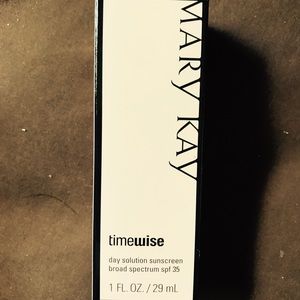 MARY KAY
timewise
day solution sunscreen
broad spectrum spf 35
1 FL. OZ. / 29 mL